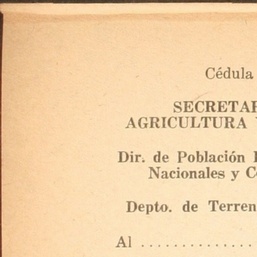 Cédula
SECRETAR
AGRICULTURA
Dir. de Población
Nacionales y C
Depto. de Terren
Al ..................